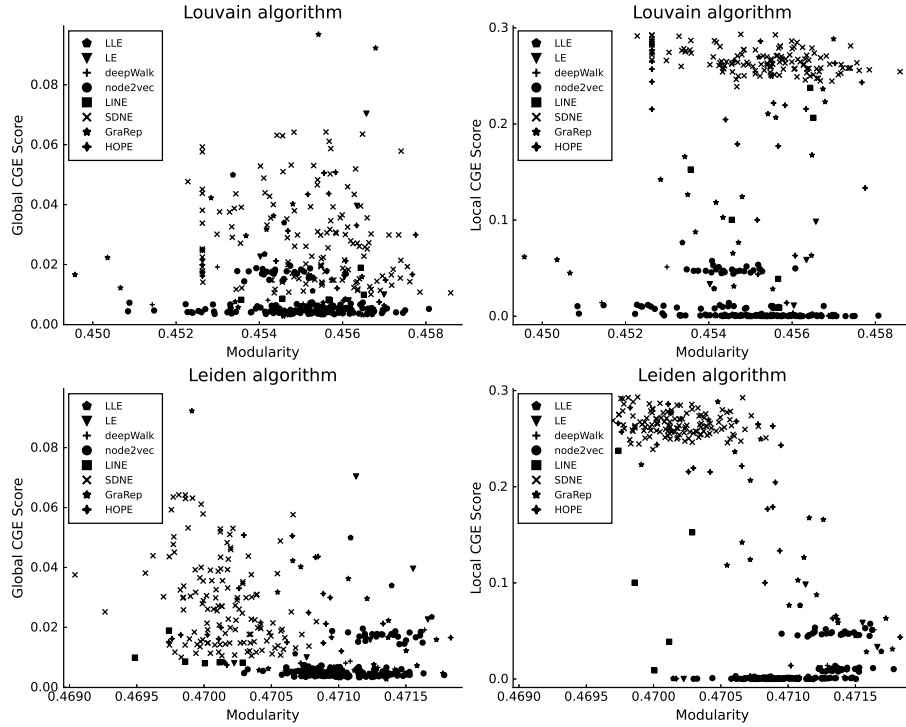 Louvain algorithm
Global CGE Score
0.08
0.06
0.04
0.02
0.00
LLE
LE
deepWalk
node2vec
LINE
SDNE
GraRep
HOPE
0.450 0.452 0.454 0.456 0.458
Modularity
Louvain algorithm
Local CGE Score
0.3
0.2
0.1
0.0
LLE
LE
deepWalk
node2vec
LINE
SDNE
GraRep
HOPE
0.450 0.452 0.454 0.456 0.458
Modularity
Leiden algorithm
Global CGE Score
0.08
0.06
0.04
0.02
0.00
LLE
LE
deepWalk
node2vec
LINE
SDNE
GraRep
HOPE
0.4690 0.4695 0.4700 0.4705 0.4710 0.4715
Modularity
Leiden algorithm
Local CGE Score
0.3
0.2
0.1
0.0
LLE
LE
deepWalk
node2vec
LINE
SDNE
GraRep
HOPE
0.4690 0.4695 0.4700 0.4705 0.4710 0.4715
Modularity